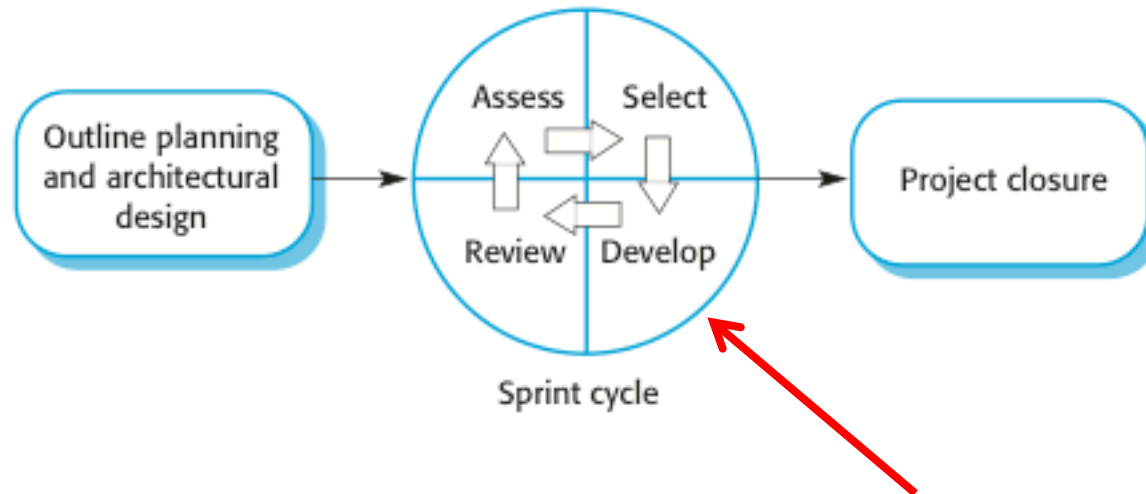 Outline planning
and architectural
design
Assess
Select
Review
Develop
Sprint cycle
Project closure